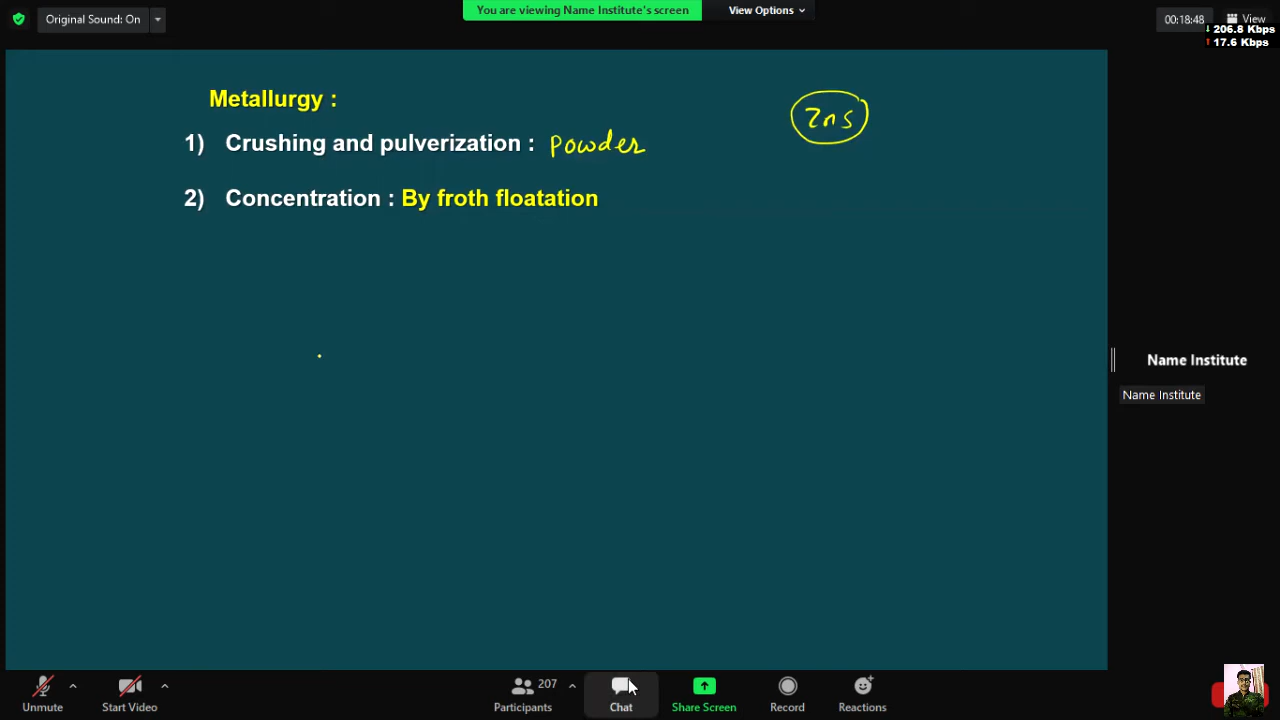 Original Sound: On
You are viewing Name Institute's screen
View Options
00:18:48
View
↓ 206.8 Kbps
↑ 17.6 Kbps
Metallurgy :
ZnS
1) Crushing and pulverization : Powder
2) Concentration : By froth floatation
Name Institute
Name Institute
Unmute
Start Video
207
Participants
Chat
Share Screen
Record
Reactions